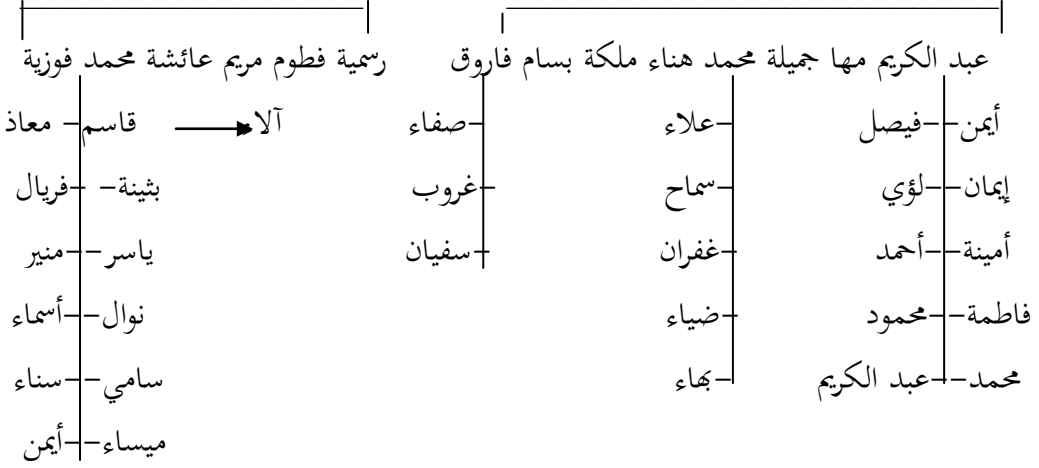 عبد الكريم مها جميلة محمد هناء ملكة بسام فاروق رسمية فطوم مريم عائشة محمد فوزية
أيمن- -فيصل -علاء -صفاء آلاء قاسم- معاذ
إيمان- -لؤي -سماح -غروب بثينة- -فريال
أمينة- -أحمد -غفران -سفيان ياسر- -منير
فاطمة- -محمود -ضياء نوال- -أسماء
محمد- -عبد الكريم -بهاء سامي- -سناء
ميساء- -أيمن